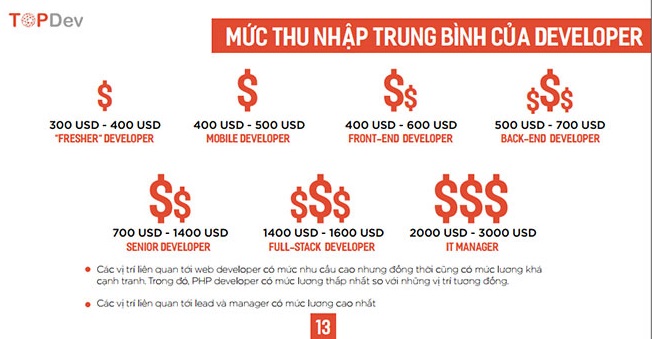 TOPDev
MỨC THU NHẬP TRUNG BÌNH CỦA DEVELOPER
$
300 USD - 400 USD
"FRESHER" DEVELOPER
$
400 USD - 500 USD
MOBILE DEVELOPER
$$
400 USD - 600 USD
FRONT-END DEVELOPER
$$$
500 USD - 700 USD
BACK-END DEVELOPER
$$
700 USD - 1400 USD
SENIOR DEVELOPER
$$$
1400 USD - 1600 USD
FULL-STACK DEVELOPER
$$$
2000 USD - 3000 USD
IT MANAGER
Các vị trí liên quan tới web developer có mức nhu cầu cao nhưng đồng thời cũng có mức lương khá
cạnh tranh. Trong đó, PHP developer có mức lương thấp nhất so với những vị trí tương đồng.
Các vị trí liên quan tới lead và manager có mức lương cao nhất
13